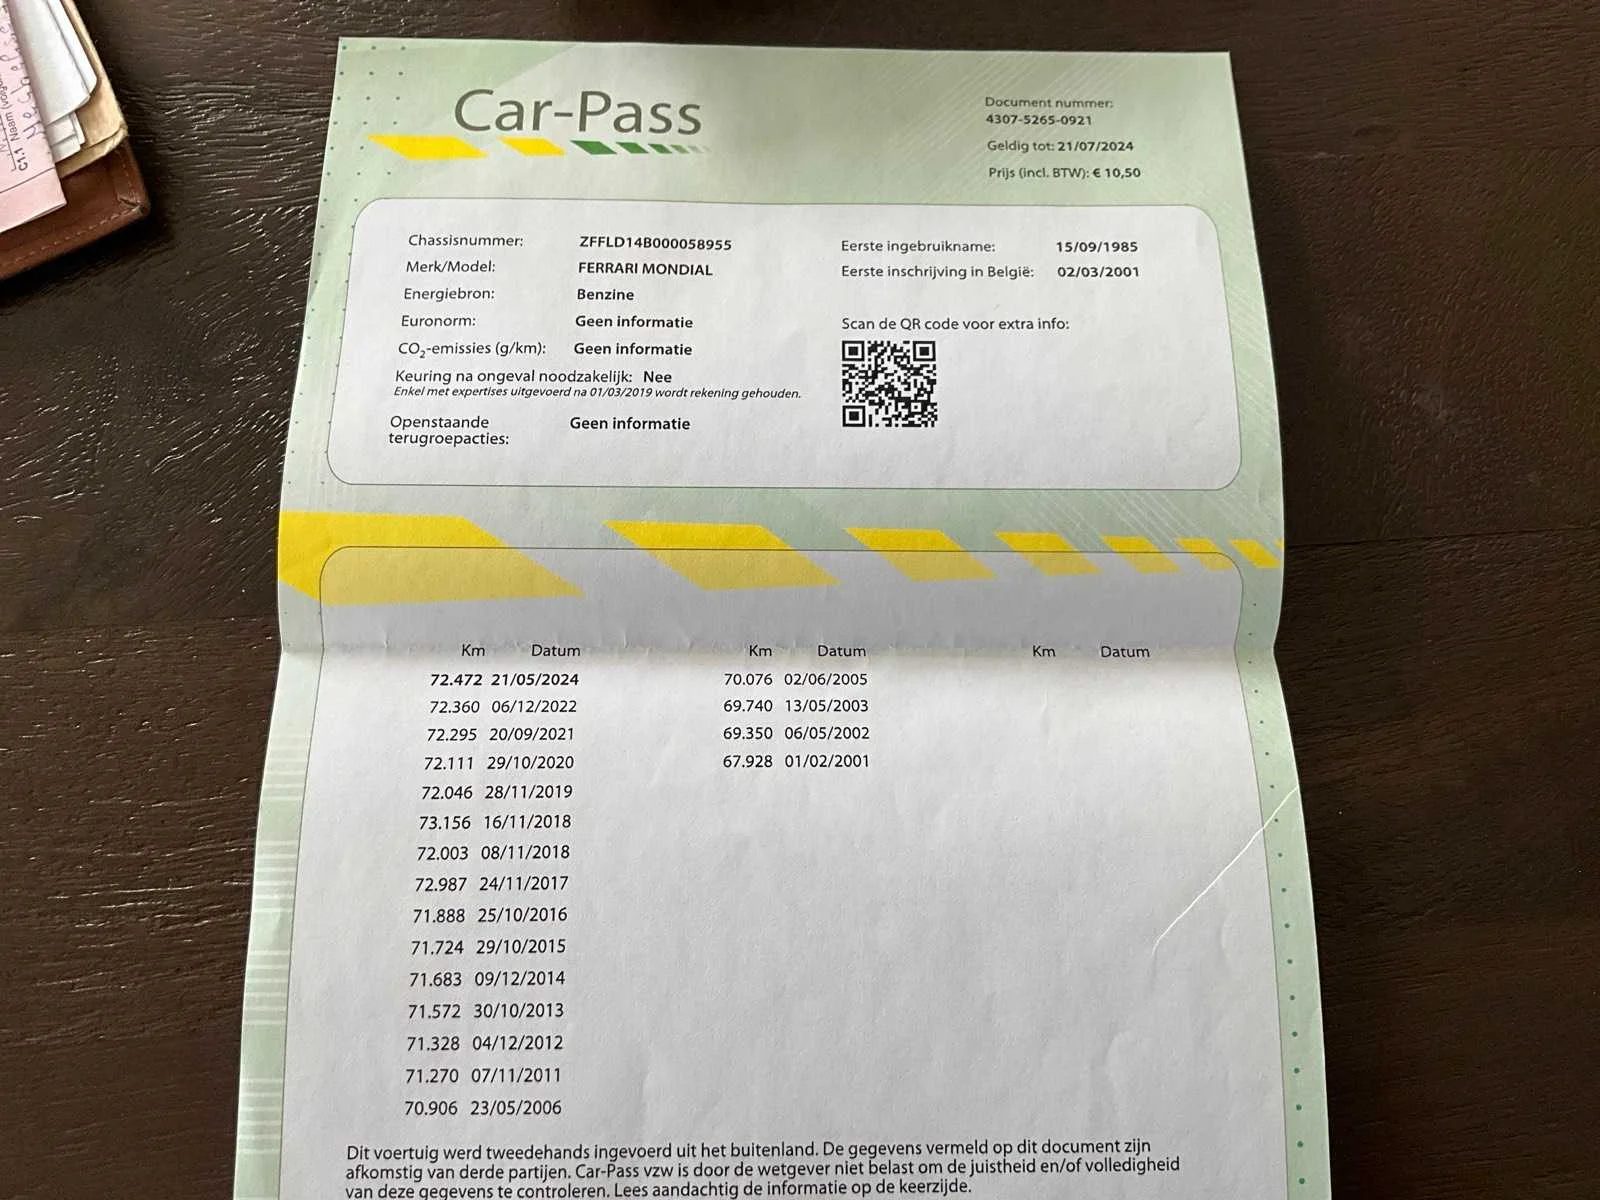 C1.1 Naam
Car-Pass
Document nummer:
4307-5265-0921
Geldig tot: 21/07/2024
Prijs (incl. BTW): € 10,50
Chassisnummer: ZFFLD14B000058955
Merk/Model: FERRARI MONDIAL
Energiebron: Benzine
Euronorm: Geen informatie
CO2-emissies (g/km): Geen informatie
Keuring na ongeval noodzakelijk: Nee
Enkel met expertises uitgevoerd na 01/03/2019 wordt rekening gehouden.
Openstaande
terugroepacties: Geen informatie
Eerste ingebruikname: 15/09/1985
Eerste inschrijving in België: 02/03/2001
Scan de QR code voor extra info:
Km Datum
72.472 21/05/2024
72.360 06/12/2022
72.295 20/09/2021
72.111 29/10/2020
72.046 28/11/2019
73.156 16/11/2018
72.003 08/11/2018
72.987 24/11/2017
71.888 25/10/2016
71.724 29/10/2015
71.683 09/12/2014
71.572 30/10/2013
71.328 04/12/2012
71.270 07/11/2011
70.906 23/05/2006
Km Datum
70.076 02/06/2005
69.740 13/05/2003
69.350 06/05/2002
67.928 01/02/2001
Km Datum
Dit voertuig werd tweedehands ingevoerd uit het buitenland. De gegevens vermeld op dit document zijn
afkomstig van derde partijen. Car-Pass vzw is door de wetgever niet belast om de juistheid en/of volledigheid
van deze gegevens te controleren. Lees aandachtig de informatie op de keerzijde.